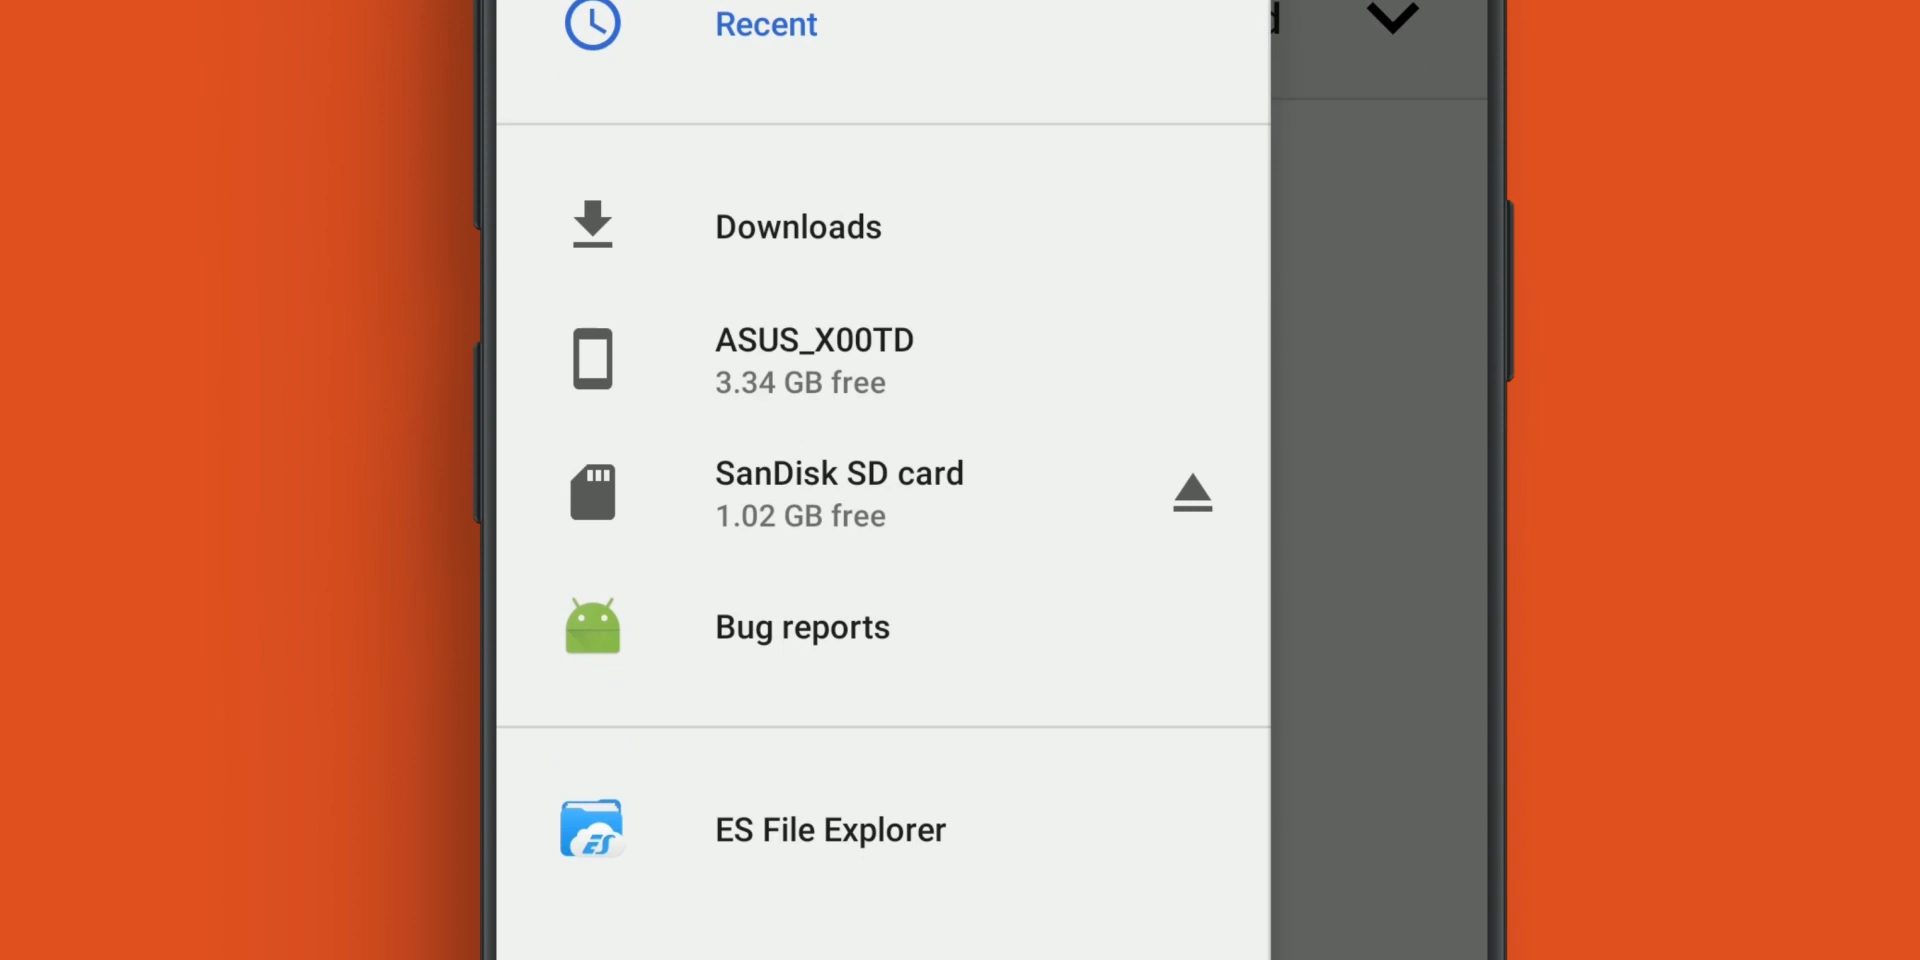 Recent
Downloads
ASUS_X00TD
3.34 GB free
SanDisk SD card
1.02 GB free
Bug reports
ES
ES File Explorer